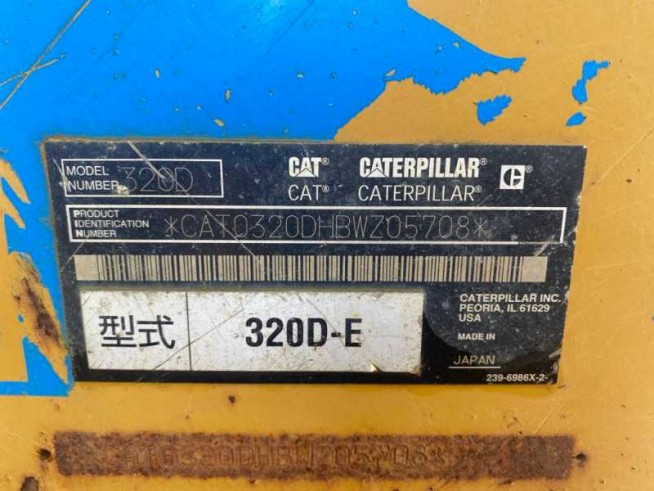 MODEL NUMBER 320D
CAT® CATERPILLAR®
CAT® CATERPILLAR®
PRODUCT IDENTIFICATION NUMBER *CAT0320DHBWZ05708*
型式 320D-E
CATERPILLAR INC.
PEORIA, IL 61629
USA
MADE IN
JAPAN
239-6986X-2